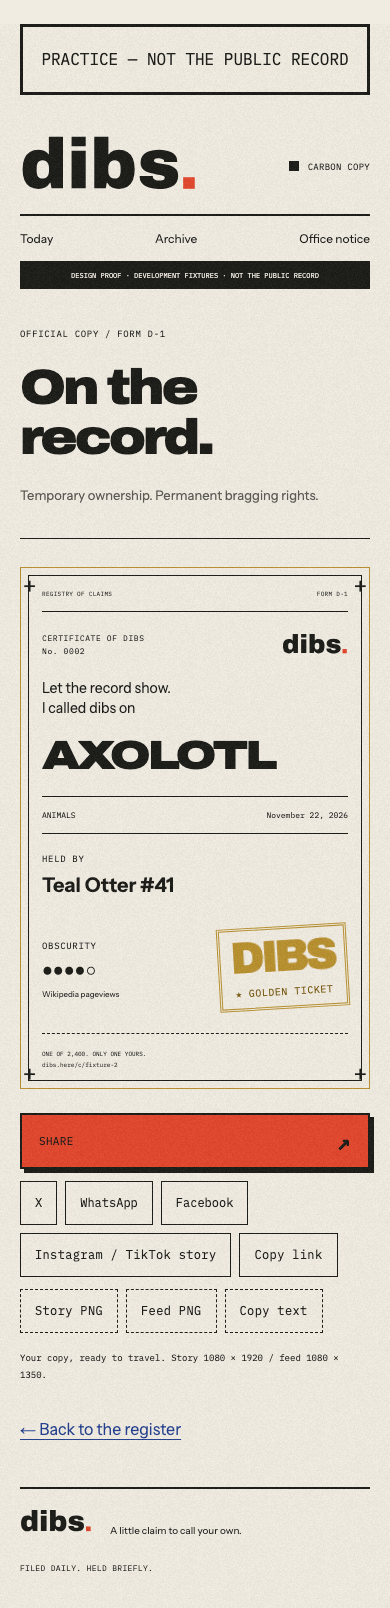 PRACTICE — NOT THE PUBLIC RECORD
dibs.
CARBON COPY
Today Archive Office notice
DESIGN PROOF · DEVELOPMENT FIXTURES · NOT THE PUBLIC RECORD
OFFICIAL COPY / FORM D-1
On the
record.
Temporary ownership. Permanent bragging rights.
REGISTRY OF CLAIMS FORM D-1
CERTIFICATE OF DIBS
No. 0002
dibs.
Let the record show.
I called dibs on
AXOLOTL
ANIMALS November 22, 2026
HELD BY
Teal Otter #41
OBSCURITY
●●●●○
Wikipedia pageviews
DIBS
★ GOLDEN TICKET
ONE OF 2,400. ONLY ONE YOURS.
dibs.here/c/fixture-2
SHARE ↗
X WhatsApp Facebook
Instagram / TikTok story Copy link
Story PNG Feed PNG Copy text
Your copy, ready to travel. Story 1080 × 1920 / feed 1080 ×
1350.
← Back to the register
dibs. A little claim to call your own.
FILED DAILY. HELD BRIEFLY.